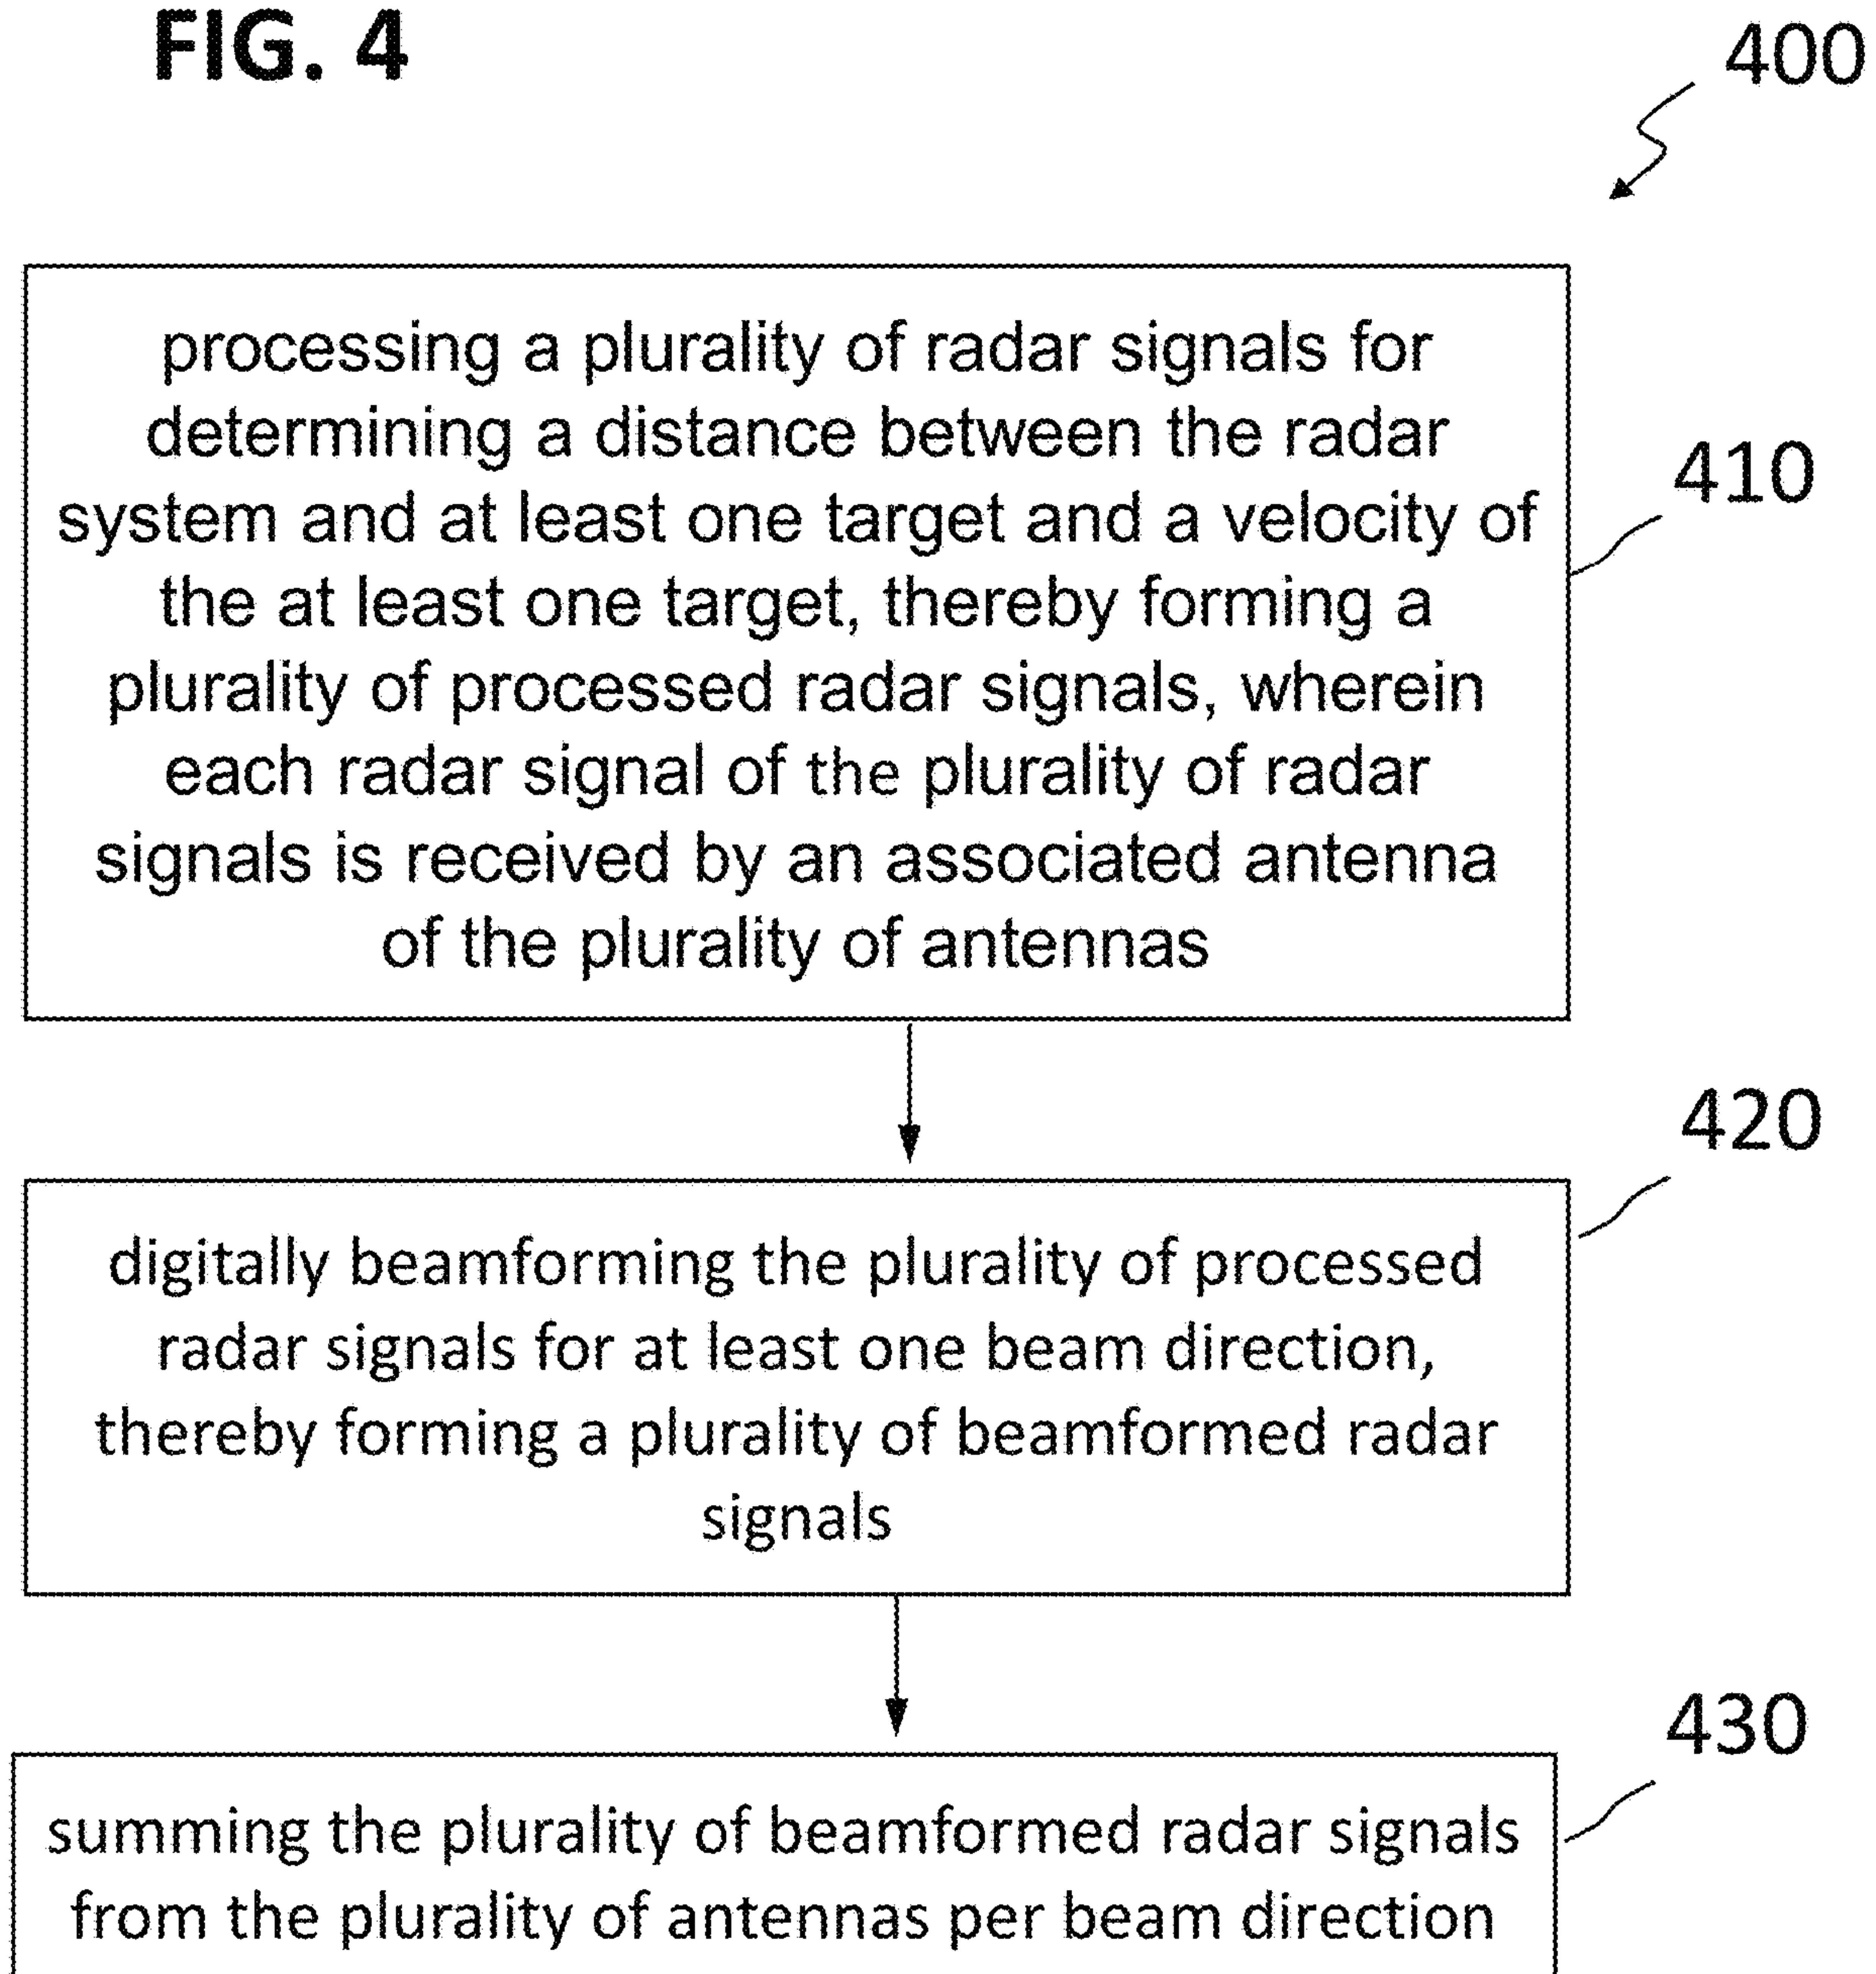 FIG. 4
400
processing a plurality of radar signals for
determining a distance between the radar
system and at least one target and a velocity of
the at least one target, thereby forming a
plurality of processed radar signals, wherein
each radar signal of the plurality of radar
signals is received by an associated antenna
of the plurality of antennas
410
420
digitally beamforming the plurality of processed
radar signals for at least one beam direction,
thereby forming a plurality of beamformed radar
signals
430
summing the plurality of beamformed radar signals
from the plurality of antennas per beam direction